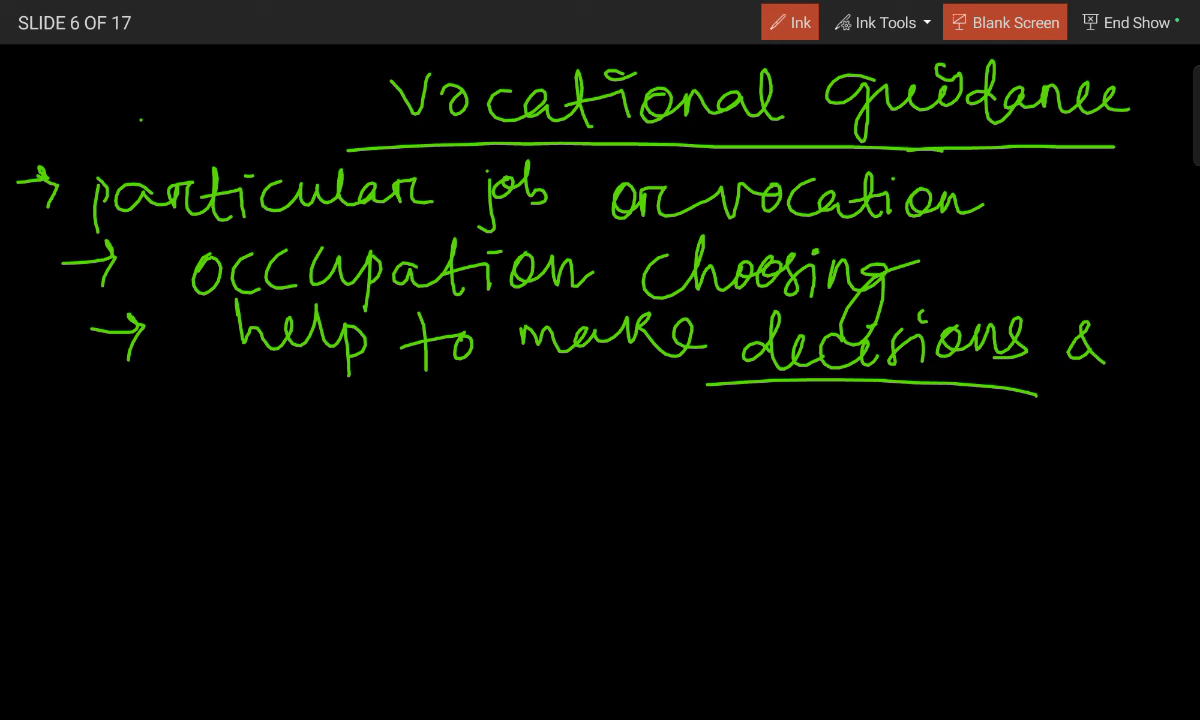 SLIDE 6 OF 17 Ink Ink Tools Blank Screen End Show
Vocational guidance
→ particular job or vocation
→ occupation choosing
→ help to make decisions &